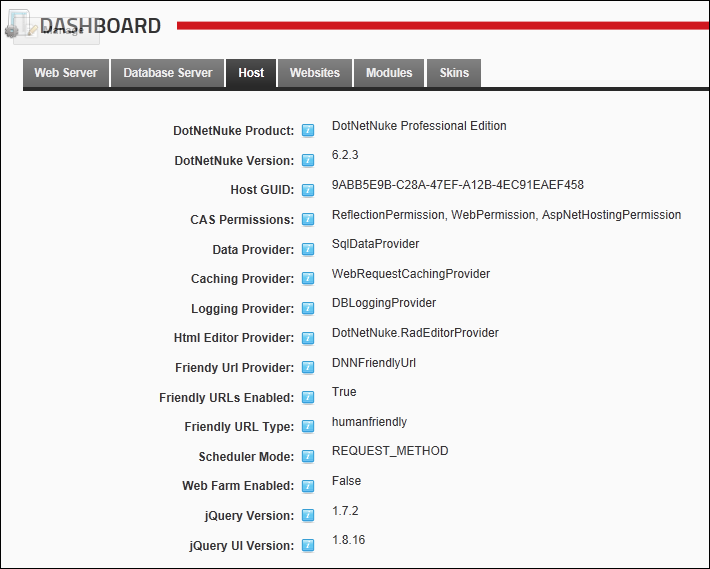 DASHBOARD
Manage
Web Server Database Server Host Websites Modules Skins
DotNetNuke Product: DotNetNuke Professional Edition
DotNetNuke Version: 6.2.3
Host GUID: 9ABB5E9B-C28A-47EF-A12B-4EC91EAEF458
CAS Permissions: ReflectionPermission, WebPermission, AspNetHostingPermission
Data Provider: SqlDataProvider
Caching Provider: WebRequestCachingProvider
Logging Provider: DBLoggingProvider
Html Editor Provider: DotNetNuke.RadEditorProvider
Friendy Url Provider: DNNFriendlyUrl
Friendly URLs Enabled: True
Friendly URL Type: humanfriendly
Scheduler Mode: REQUEST_METHOD
Web Farm Enabled: False
jQuery Version: 1.7.2
jQuery UI Version: 1.8.16